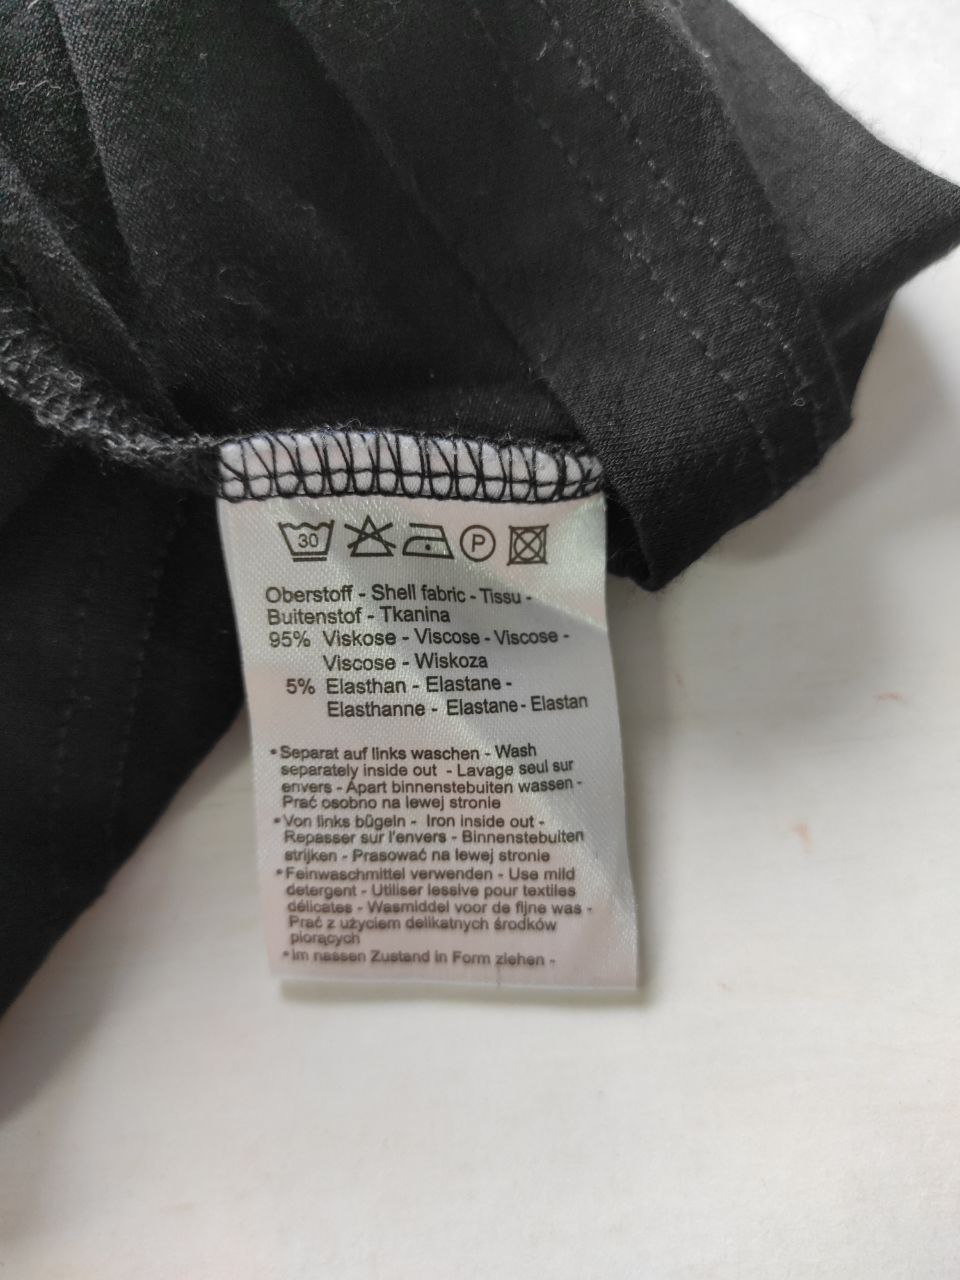 30 P
Oberstoff - Shell fabric - Tissu -
Buitenstof - Tkanina
95% Viskose - Viscose - Viscose -
Viscose - Wiskoza
5% Elasthan - Elastane -
Elasthanne - Elastane - Elastan
• Separat auf links waschen - Wash
separately inside out - Lavage seul sur
envers - Apart binnenstebuiten wassen -
Prać osobno na lewej stronie
• Von links bügeln - Iron inside out -
Repasser sur l'envers - Binnenstebuiten
strijken - Prasować na lewej stronie
• Feinwaschmittel verwenden - Use mild
detergent - Utiliser lessive pour textiles
délicates - Wasmiddel voor de fijne was -
Prać z użyciem delikatnych środków
piorących
• Im nassen Zustand in Form ziehen -